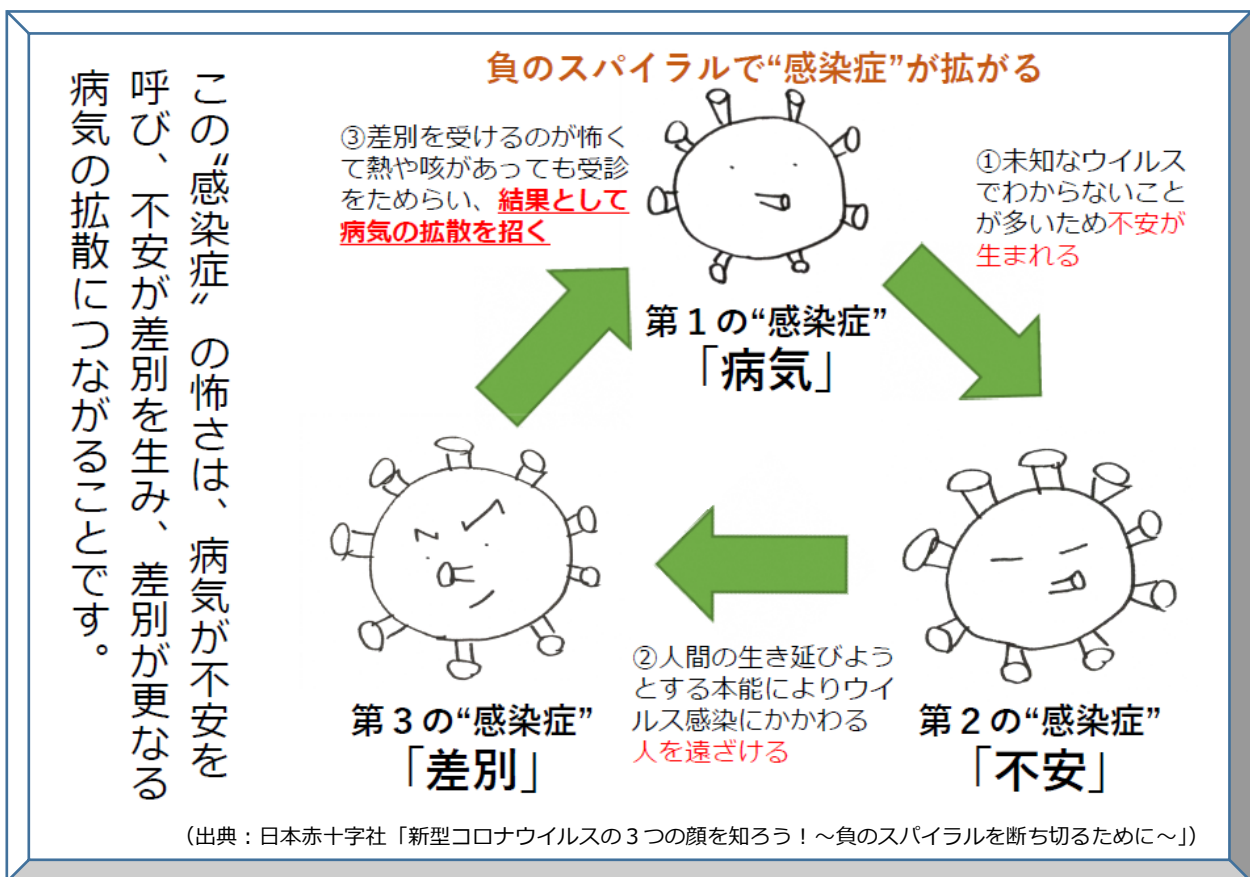 負のスパイラルで“感染症”が拡がる
この〝感染症〟の怖さは、病気が不安を
呼び、不安が差別を生み、差別が更なる
病気の拡散につながることです。
第１の“感染症”
「病気」
①未知なウイルス
でわからないこと
が多いため不安が
生まれる
第２の“感染症”
「不安」
②人間の生き延びよう
とする本能によりウイ
ルス感染にかかわる
人を遠ざける
第３の“感染症”
「差別」
③差別を受けるのが怖く
て熱や咳があっても受診
をためらい、結果として
病気の拡散を招く
（出典：日本赤十字社「新型コロナウイルスの３つの顔を知ろう！～負のスパイラルを断ち切るために～」）